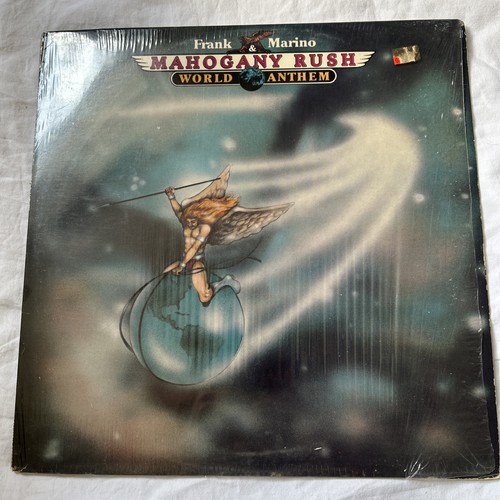 Frank & Marino
MAHOGANY RUSH
WORLD ANTHEM